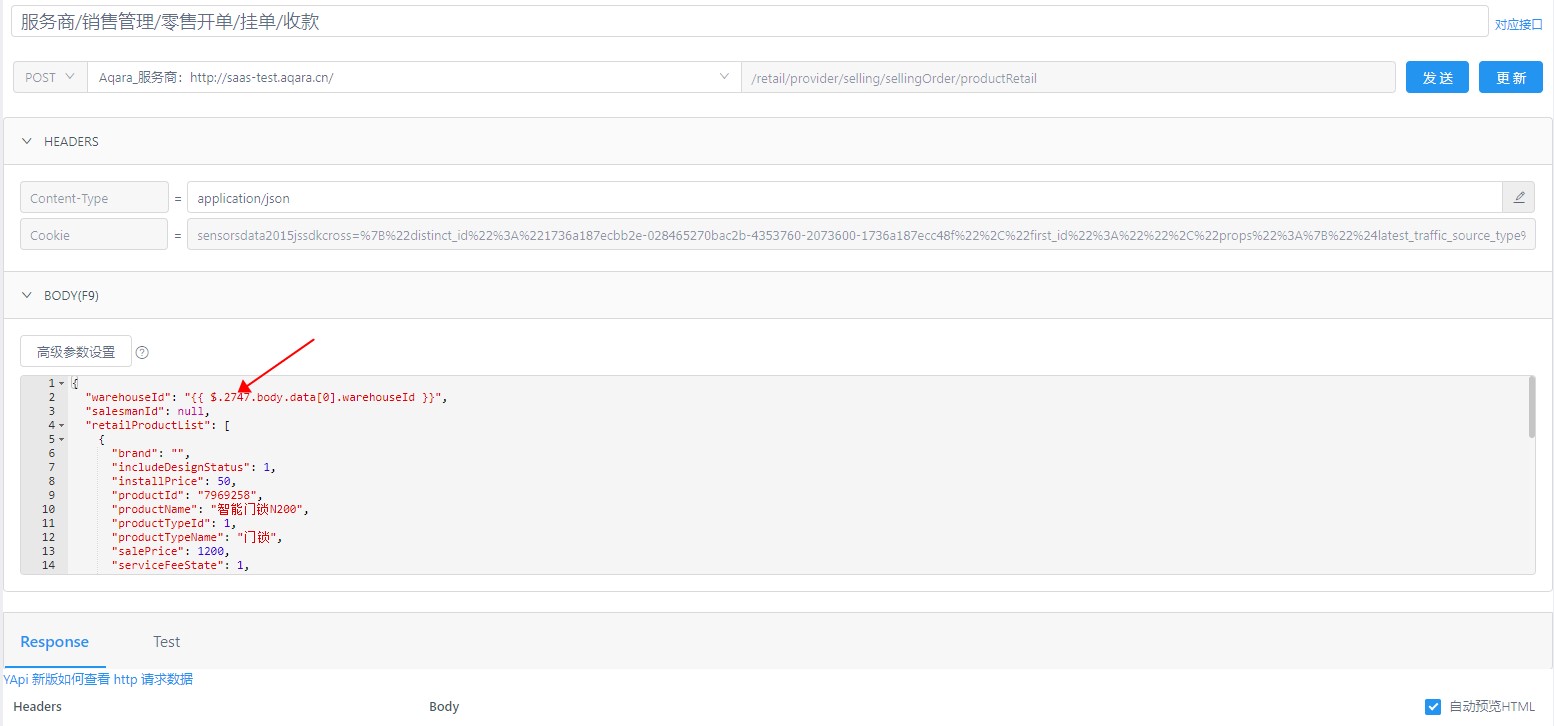 服务商/销售管理/零售开单/挂单/收款
对应接口
POST
Aqara_服务商：http://saas-test.aqara.cn/
/retail/provider/selling/sellingOrder/productRetail
发 送
更 新
HEADERS
Content-Type = application/json
Cookie = sensorsdata2015jssdkcross=%7B%22distinct_id%22%3A%221736a187ecbb2e-028465270bac2b-4353760-2073600-1736a187ecc48f%22%2C%22first_id%22%3A%22%22%2C%22props%22%3A%7B%22%24latest_traffic_source_type%
BODY(F9)
高级参数设置 ?
1 {
2 "warehouseId": "{{ $.2747.body.data[0].warehouseId }}",
3 "salesmanId": null,
4 "retailProductList": [
5 {
6 "brand": "",
7 "includeDesignStatus": 1,
8 "installPrice": 50,
9 "productId": "7969258",
10 "productName": "智能门锁N200",
11 "productTypeId": 1,
12 "productTypeName": "门锁",
13 "salePrice": 1200,
14 "serviceFeeState": 1,
Response
Test
YApi 新版如何查看 http 请求数据
Headers
Body
自动预览HTML